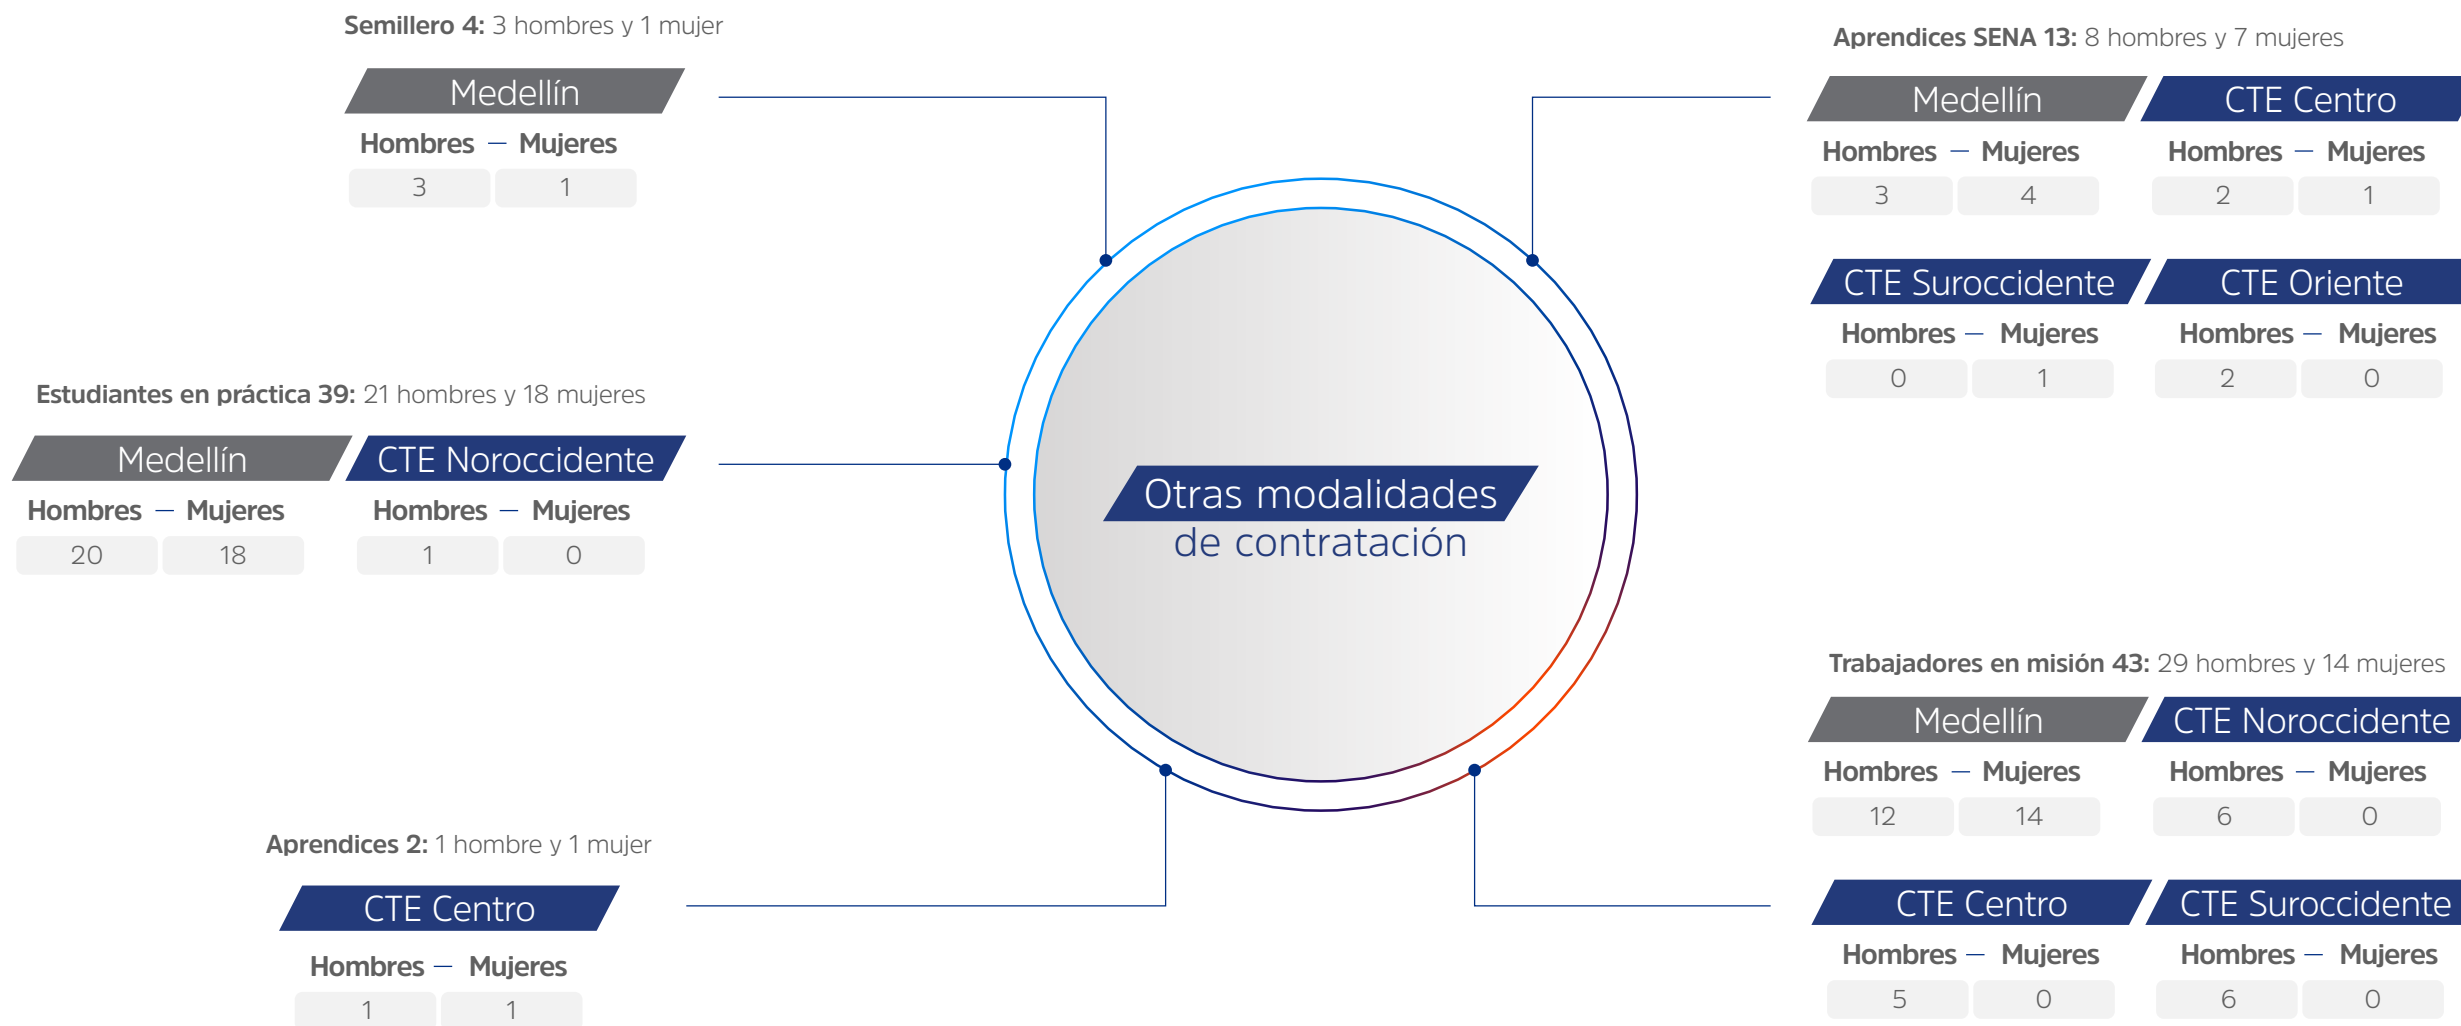 Semillero 4: 3 hombres y 1 mujer
Medellín
Hombres — Mujeres
3 1
Estudiantes en práctica 39: 21 hombres y 18 mujeres
Medellín CTE Noroccidente
Hombres — Mujeres Hombres — Mujeres
20 18 1 0
Aprendices 2: 1 hombre y 1 mujer
CTE Centro
Hombres — Mujeres
1 1
Otras modalidades
de contratación
Aprendices SENA 13: 8 hombres y 7 mujeres
Medellín CTE Centro
Hombres — Mujeres Hombres — Mujeres
3 4 2 1
CTE Suroccidente CTE Oriente
Hombres — Mujeres Hombres — Mujeres
0 1 2 0
Trabajadores en misión 43: 29 hombres y 14 mujeres
Medellín CTE Noroccidente
Hombres — Mujeres Hombres — Mujeres
12 14 6 0
CTE Centro CTE Suroccidente
Hombres — Mujeres Hombres — Mujeres
5 0 6 0